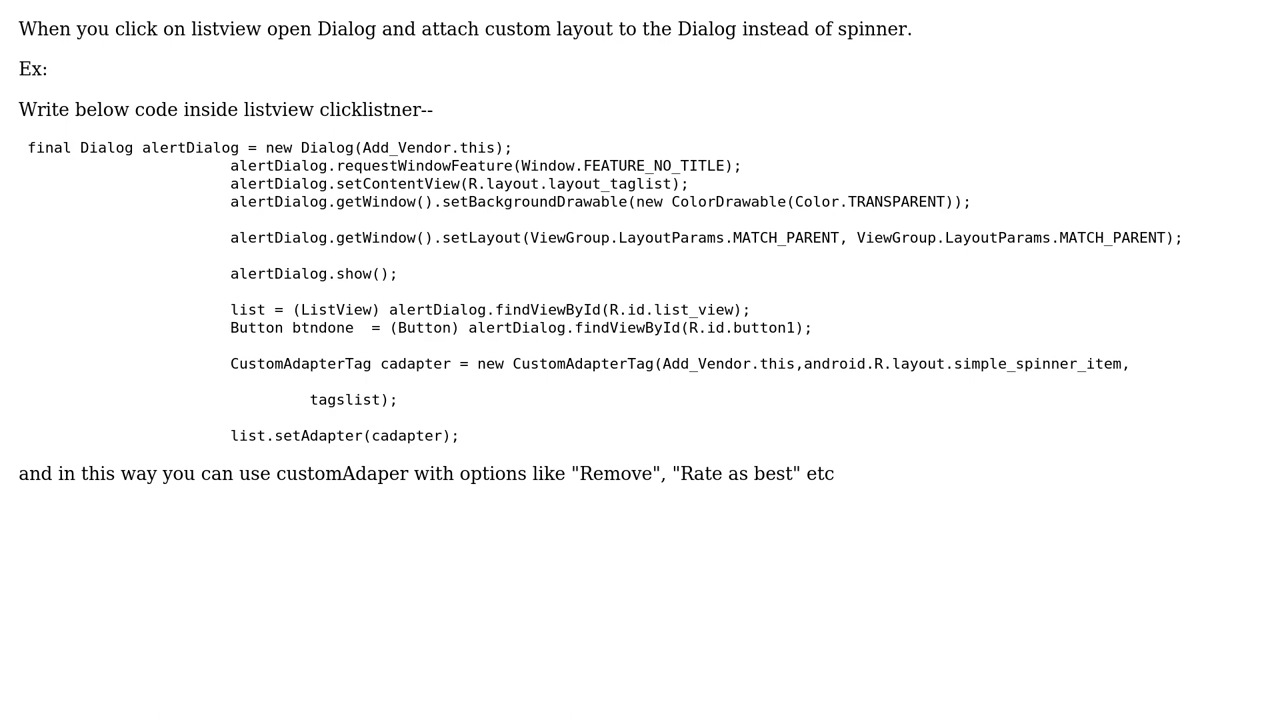 When you click on listview open Dialog and attach custom layout to the Dialog instead of spinner.
Ex:
Write below code inside listview clicklistner--
final Dialog alertDialog = new Dialog(Add_Vendor.this);
alertDialog.requestWindowFeature(Window.FEATURE_NO_TITLE);
alertDialog.setContentView(R.layout.layout_taglist);
alertDialog.getWindow().setBackgroundDrawable(new ColorDrawable(Color.TRANSPARENT));
alertDialog.getWindow().setLayout(ViewGroup.LayoutParams.MATCH_PARENT, ViewGroup.LayoutParams.MATCH_PARENT);
alertDialog.show();
list = (ListView) alertDialog.findViewById(R.id.list_view);
Button btndone  = (Button) alertDialog.findViewById(R.id.button1);
CustomAdapterTag cadapter = new CustomAdapterTag(Add_Vendor.this,android.R.layout.simple_spinner_item,
tagslist);
list.setAdapter(cadapter);
and in this way you can use customAdaper with options like "Remove", "Rate as best" etc